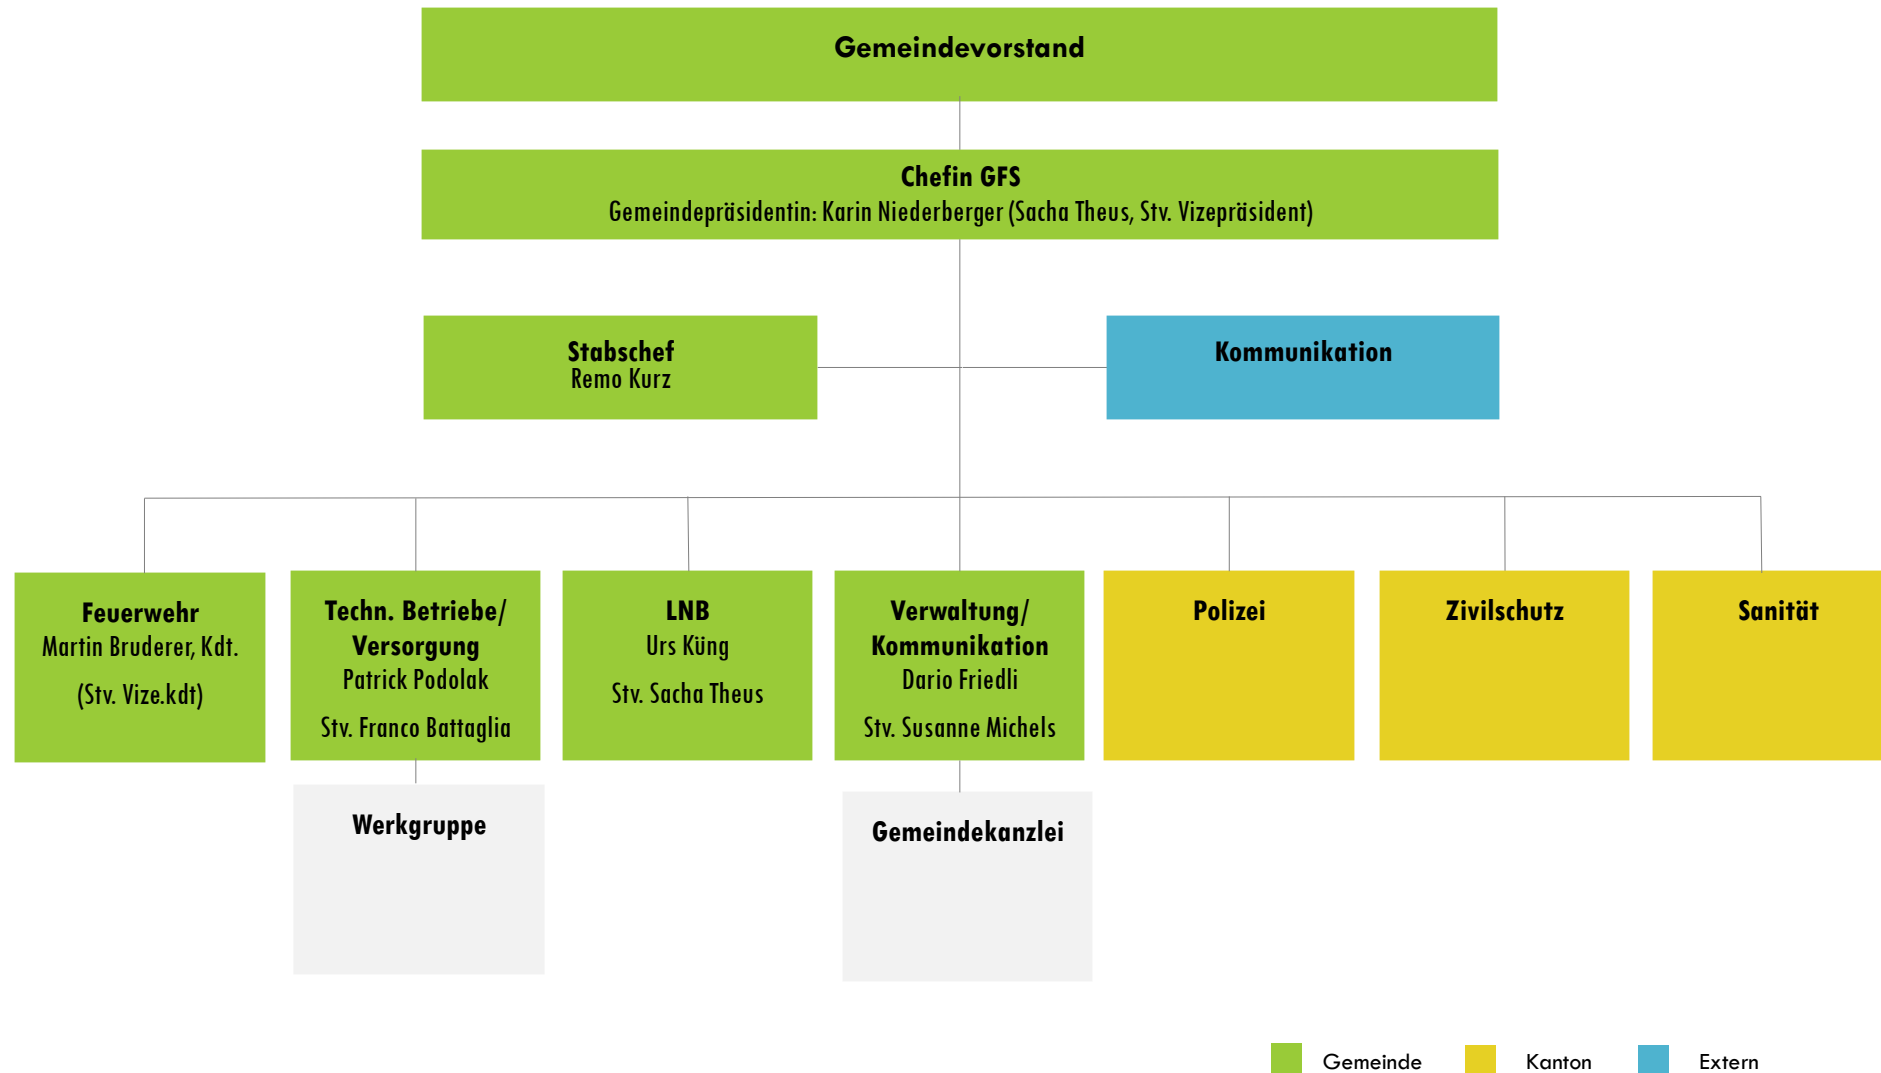 Gemeindevorstand
Chefin GFS
Gemeindepräsidentin: Karin Niederberger (Sacha Theus, Stv. Vizepräsident)
Stabschef
Remo Kurz
Kommunikation
Feuerwehr
Martin Bruderer, Kdt.
(Stv. Vize.kdt)
Techn. Betriebe/
Versorgung
Patrick Podolak
Stv. Franco Battaglia
LNB
Urs Küng
Stv. Sacha Theus
Verwaltung/
Kommunikation
Dario Friedli
Stv. Susanne Michels
Polizei
Zivilschutz
Sanität
Werkgruppe
Gemeindekanzlei
Gemeinde
Kanton
Extern